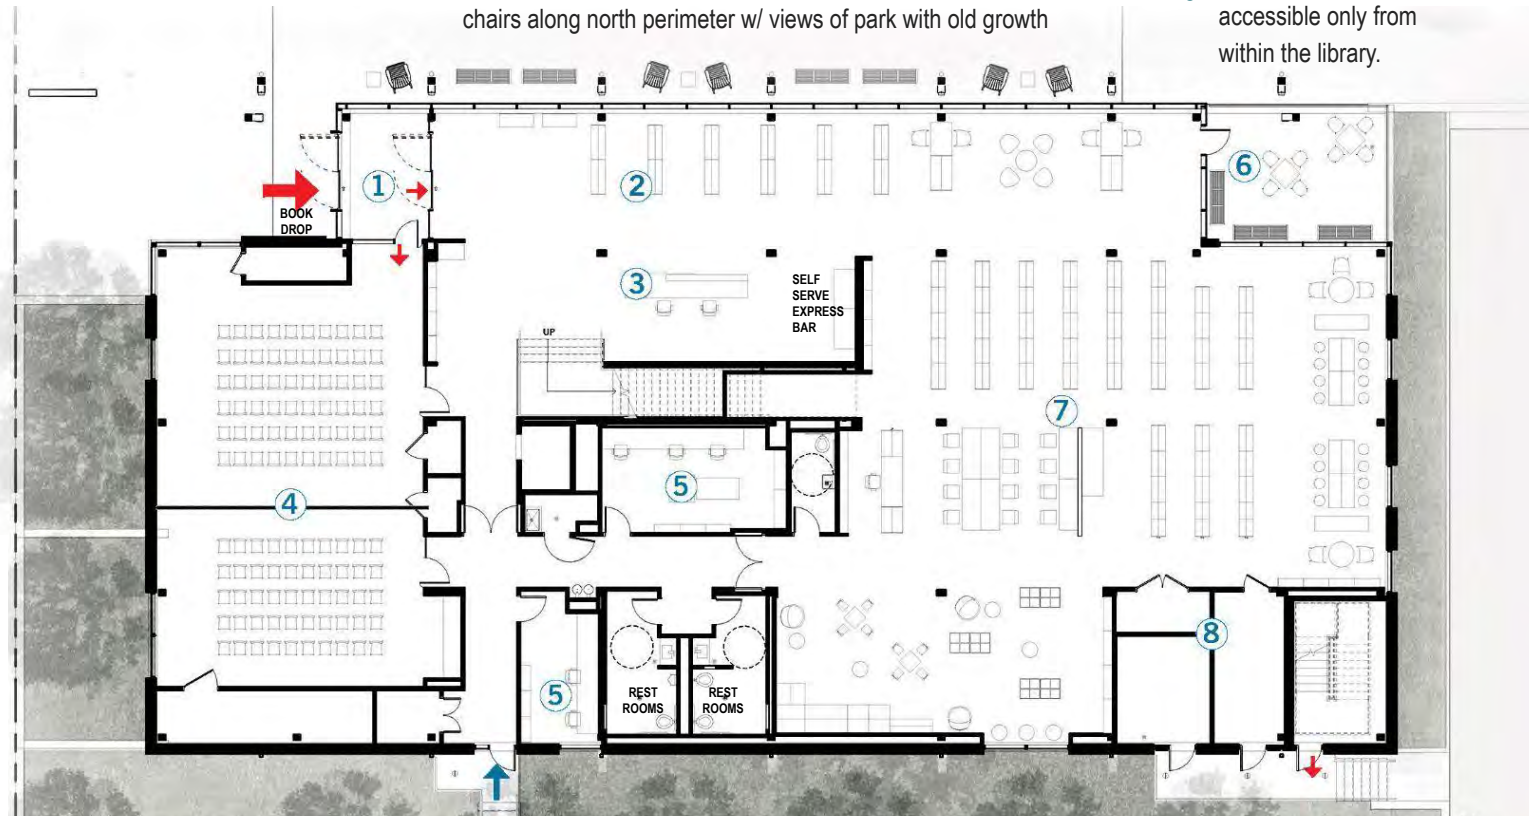 chairs along north perimeter w/ views of park with old growth
accessible only from
within the library.
1
2
6
BOOK
DROP
3
SELF
SERVE
EXPRESS
BAR
UP
7
5
4
8
5
REST
ROOMS
REST
ROOMS